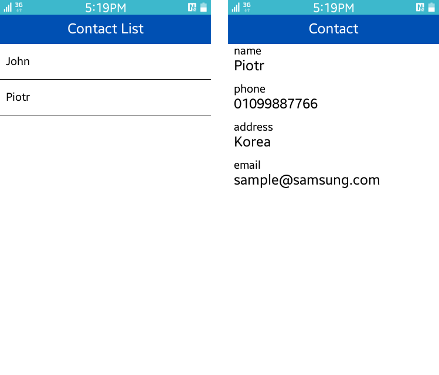 3G
5:19PM
Contact List
John
Piotr
3G
5:19PM
Contact
name
Piotr
phone
01099887766
address
Korea
email
sample@samsung.com